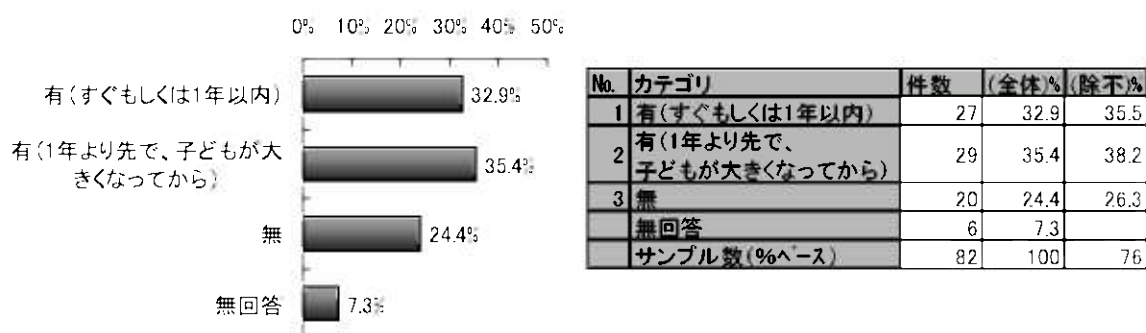 0% 10% 20% 30% 40% 50%
有(すぐもしくは1年以内)
32.9%
有(1年より先で、子どもが大
きくなってから)
35.4%
無
24.4%
無回答
7.3%
No. カテゴリ 件数 (全体)% (除不)%
1 有(すぐもしくは1年以内) 27 32.9 35.5
2 有(1年より先で、
子どもが大きくなってから) 29 35.4 38.2
3 無 20 24.4 26.3
無回答 6 7.3
サンプル数(%ベース) 82 100 76